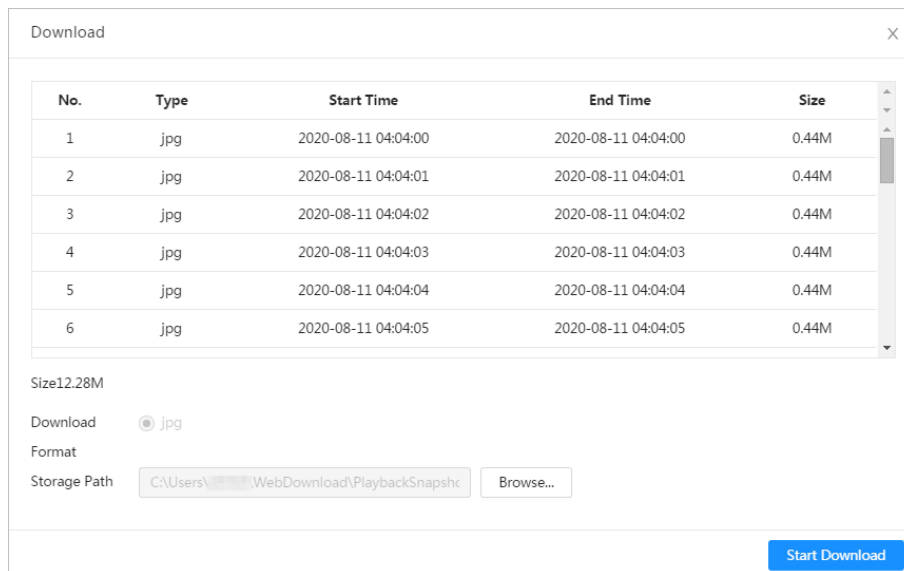 Download
No. Type Start Time End Time Size
1 jpg 2020-08-11 04:04:00 2020-08-11 04:04:00 0.44M
2 jpg 2020-08-11 04:04:01 2020-08-11 04:04:01 0.44M
3 jpg 2020-08-11 04:04:02 2020-08-11 04:04:02 0.44M
4 jpg 2020-08-11 04:04:03 2020-08-11 04:04:03 0.44M
5 jpg 2020-08-11 04:04:04 2020-08-11 04:04:04 0.44M
6 jpg 2020-08-11 04:04:05 2020-08-11 04:04:05 0.44M
Size12.28M
Download jpg
Format
Storage Path C:\Users\ WebDownload\PlaybackSnapsho Browse...
Start Download